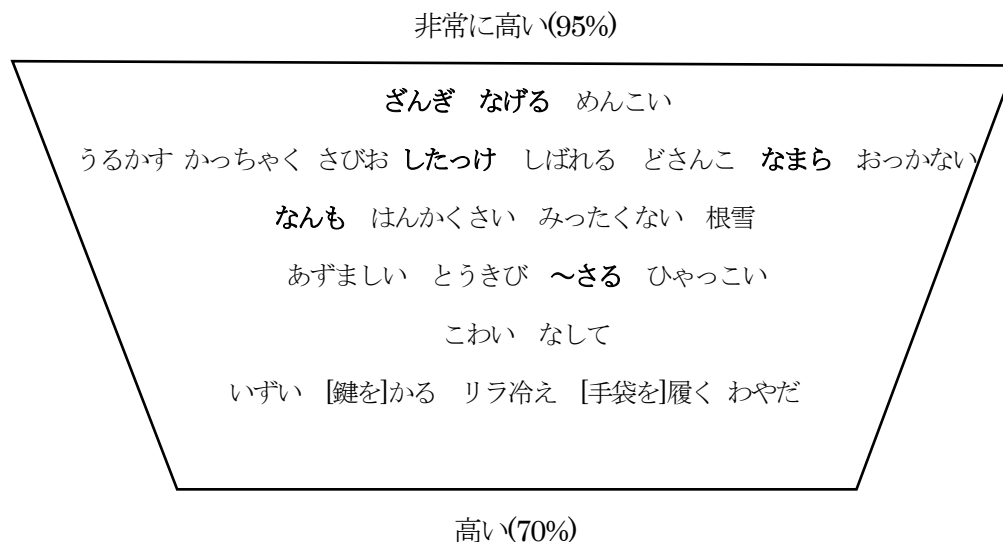 非常に高い(95%)
ざんぎ なげる めんこい
うるかす かっちゃく さびお したっけ しばれる どさんこ なまら おっかない
なんも はんかくさい みったくない 根雪
あずましい とうきび ～さる ひゃっこい
こわい なして
いずい [鍵を]かる リラ冷え [手袋を]履く わやだ
高い(70%)